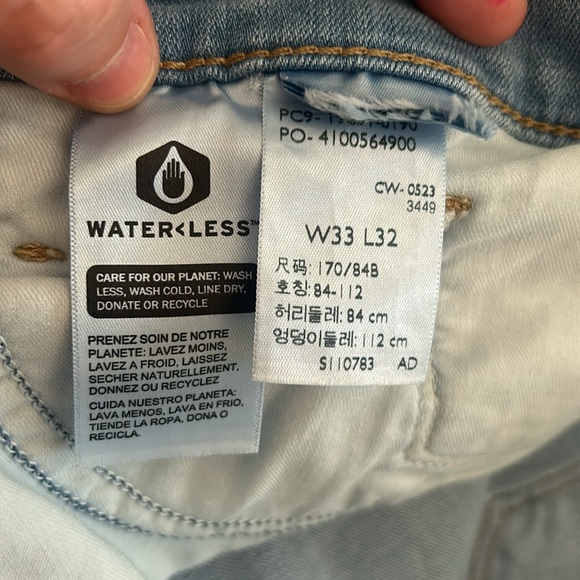 WATER<LESS™
CARE FOR OUR PLANET: WASH
LESS, WASH COLD, LINE DRY,
DONATE OR RECYCLE
PRENEZ SOIN DE NOTRE
PLANETE: LAVEZ MOINS,
LAVEZ A FROID, LAISSEZ
SECHER NATURELLEMENT,
DONNEZ OU RECYCLEZ
CUIDA NUESTRO PLANETA:
LAVA MENOS, LAVA EN FRIO,
TIENDE LA ROPA, DONA O
RECICLA.
PC9-
PO- 4100564900
CW- 0523
3449
W33 L32
尺码: 170/84B
호칭: 84-112
허리둘레: 84 cm
엉덩이둘레: 112 cm
S110783 AD